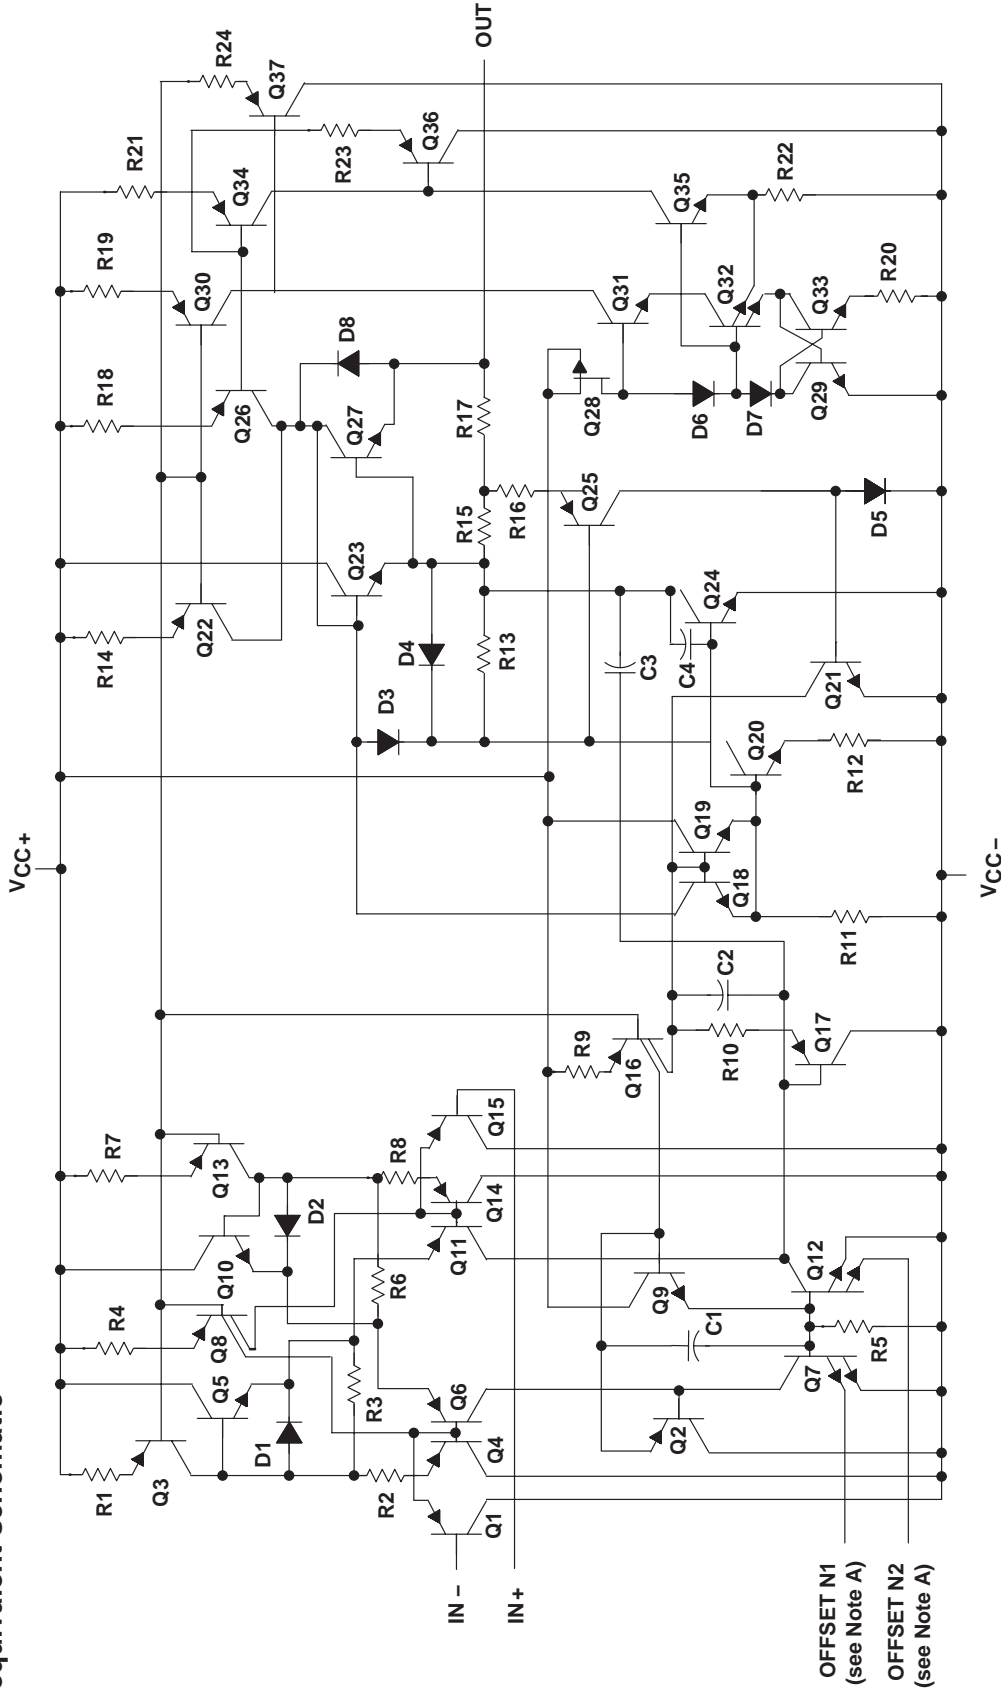 VCC+
R1
R4
R7
R14
R18
R19
R21
R24
Q3
Q5
Q8
Q10
Q13
Q22
Q26
Q30
Q34
Q37
D1
D2
D8
R23
R3
R6
R8
D3
D4
Q23
Q27
Q36
R2
Q4
Q6
Q11
Q14
Q15
R13
R15
R17
OUT
IN −
Q1
IN+
R16
R9
Q25
Q28
Q31
Q16
C3
Q2
Q9
C4
Q24
Q35
C1
R10
C2
Q18
Q19
Q20
D6
D7
Q32
R22
Q7
Q12
Q17
Q21
Q29
Q33
R5
R11
R12
D5
R20
OFFSET N1
(see Note A)
OFFSET N2
(see Note A)
VCC−